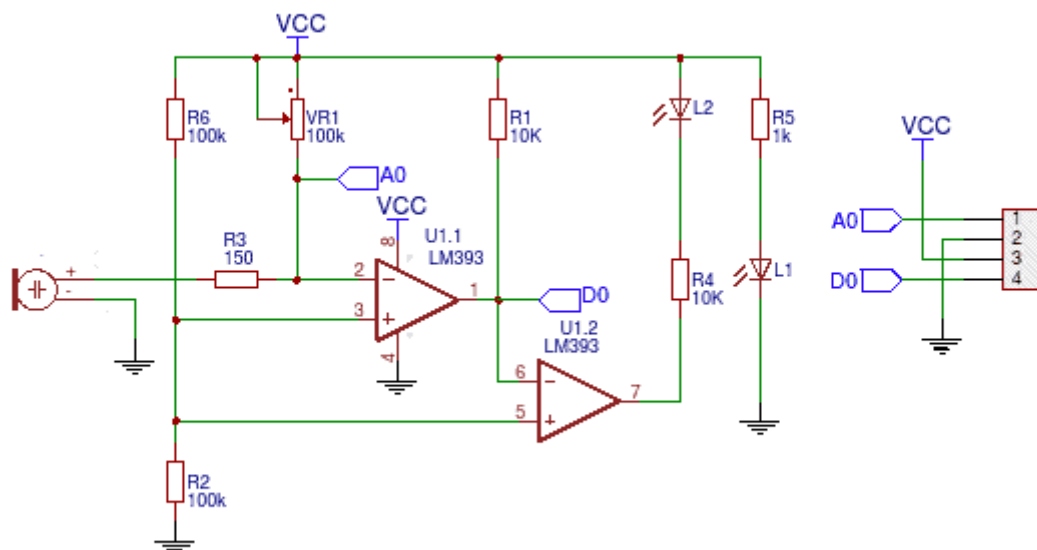 VCC
R6
100k
VR1
100k
R1
10K
L2
R5
1k
VCC
A0
VCC
A0
1
2
3
4
D0
R3
150
8
U1.1
LM393
+
-
2
-
1
3
+
4
D0
R4
10K
L1
U1.2
LM393
6
-
7
5
+
R2
100k